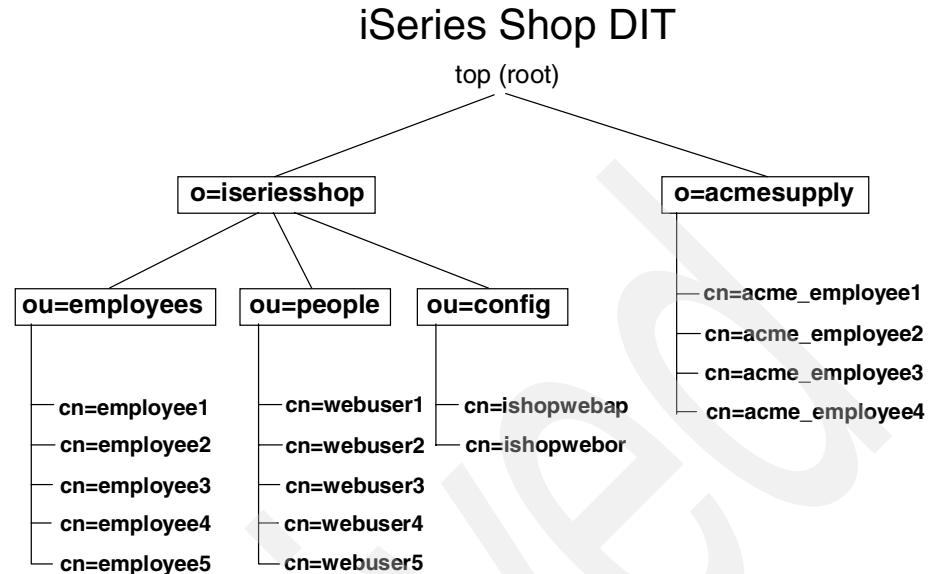 iSeries Shop DIT
top (root)
o=iseriesshop
o=acmesupply
ou=employees
ou=people
ou=config
cn=employee1
cn=employee2
cn=employee3
cn=employee4
cn=employee5
cn=webuser1
cn=webuser2
cn=webuser3
cn=webuser4
cn=webuser5
cn=ishopwebap
cn=ishopwebor
cn=acme_employee1
cn=acme_employee2
cn=acme_employee3
cn=acme_employee4